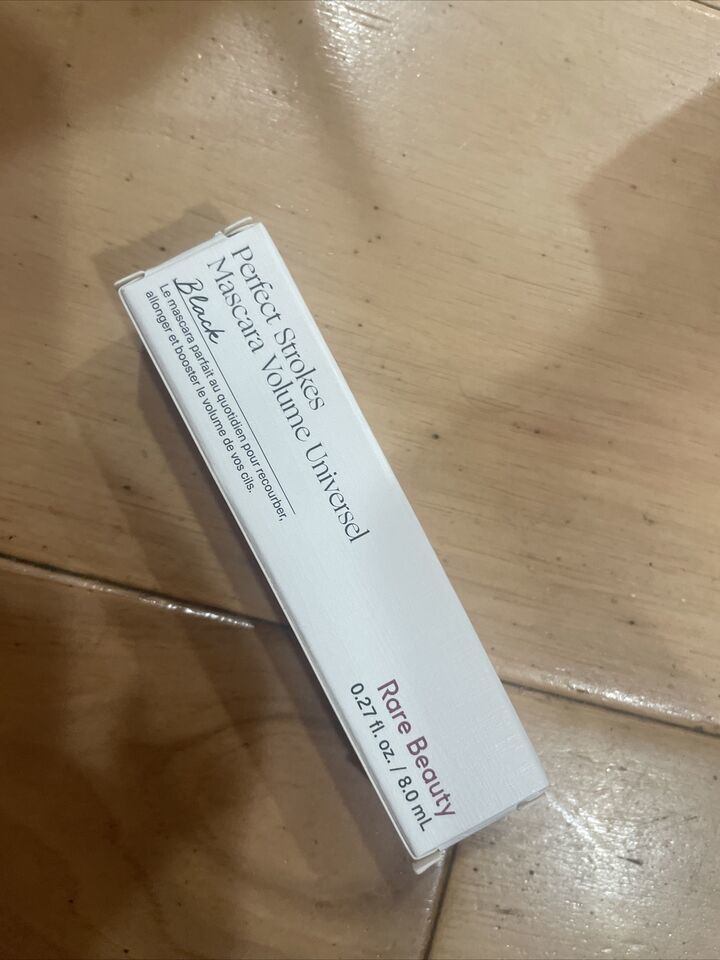 Perfect Strokes
Mascara Volume Universel
Black
Le mascara parfait au quotidien pour recourber,
allonger et booster le volume de vos cils.
Rare Beauty
0.27 fl. oz. / 8.0 mL